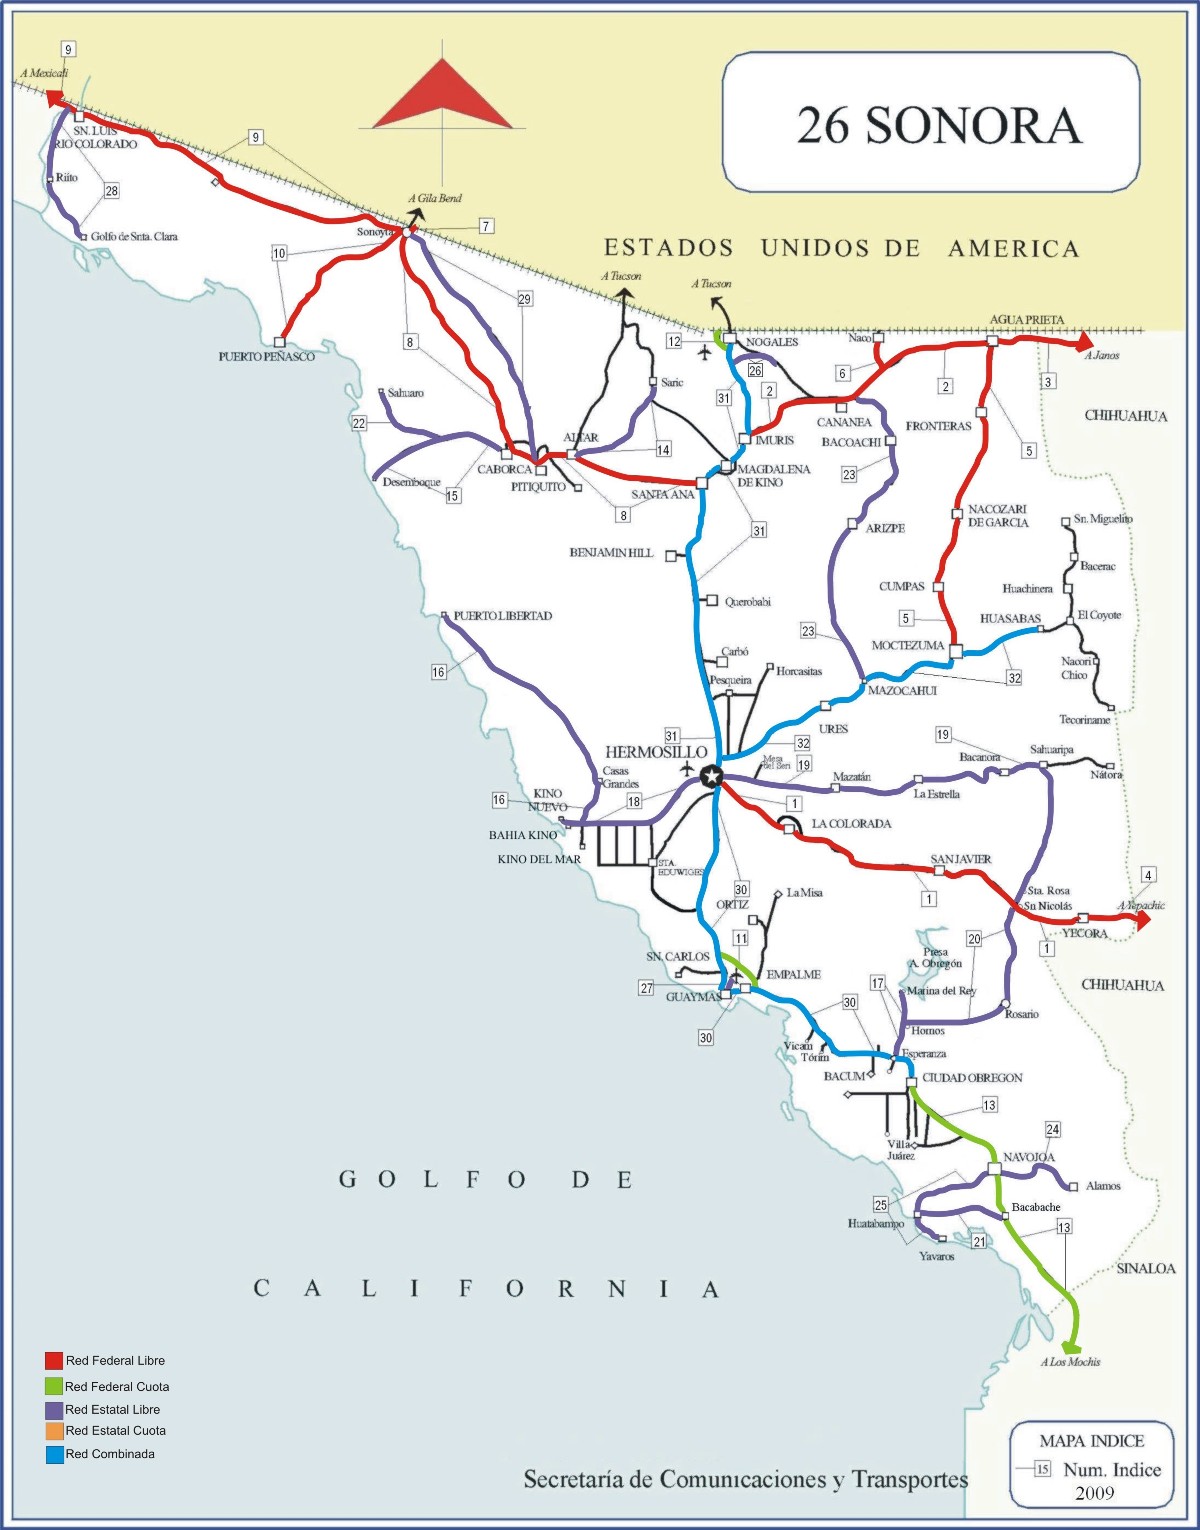 9
A Mexicali
26 SONORA
SN. LUIS
RIO COLORADO
9
Riito
28
A Gila Bend
Golfo de Snta. Clara
Sonoyta
7
ESTADOS UNIDOS DE AMERICA
10
A Tucson
A Tucson
29
AGUA PRIETA
12
NOGALES
Naco
8
A Janos
PUERTO PEÑASCO
26
6
2
3
Saric
Sahuaro
31
2
CHIHUAHUA
22
CANANEA
FRONTERAS
ALTAR
14
IMURIS
BACOACHI
5
CABORCA
MAGDALENA
DE KINO
23
Desemboque
PITIQUITO
15
SANTA ANA
8
NACOZARI
DE GARCIA
Sn. Miguelito
31
ARIZPE
BENJAMIN HILL
Bacerac
CUMPAS
Huachinera
Querobabi
PUERTO LIBERTAD
5
HUASABAS
El Coyote
23
MOCTEZUMA
Carbó
16
Horcasitas
Nacori
Chico
Pesqueira
32
MAZOCAHUI
Tecoriname
URES
31
32
19
HERMOSILLO
Sahuaripa
Mesa
del Seri
19
Bacanora
Casas
Grandes
Mazatán
Nátora
La Estrella
KINO
NUEVO
16
18
1
LA COLORADA
BAHIA KINO
KINO DEL MAR
STA.
EDUWIGES
SAN JAVIER
4
30
La Misa
1
Sta. Rosa
Sn Nicolás
A Yepachic
ORTIZ
YECORA
11
20
1
SN. CARLOS
Presa
A. Obregón
EMPALME
CHIHUAHUA
27
GUAYMAS
17
Marina del Rey
30
Rosario
30
Hornos
Vicam
Tórim
Esperanza
BACUM
CIUDAD OBREGON
13
24
Villa
Juárez
NAVOJOA
GOLFO DE
Alamos
25
Bacabache
Huatabampo
13
21
Yavaros
SINALOA
CALIFORNIA
Red Federal Libre
A Los Mochis
Red Federal Cuota
Red Estatal Libre
Red Estatal Cuota
Red Combinada
MAPA INDICE
15 Num. Indice
2009
Secretaría de Comunicaciones y Transportes